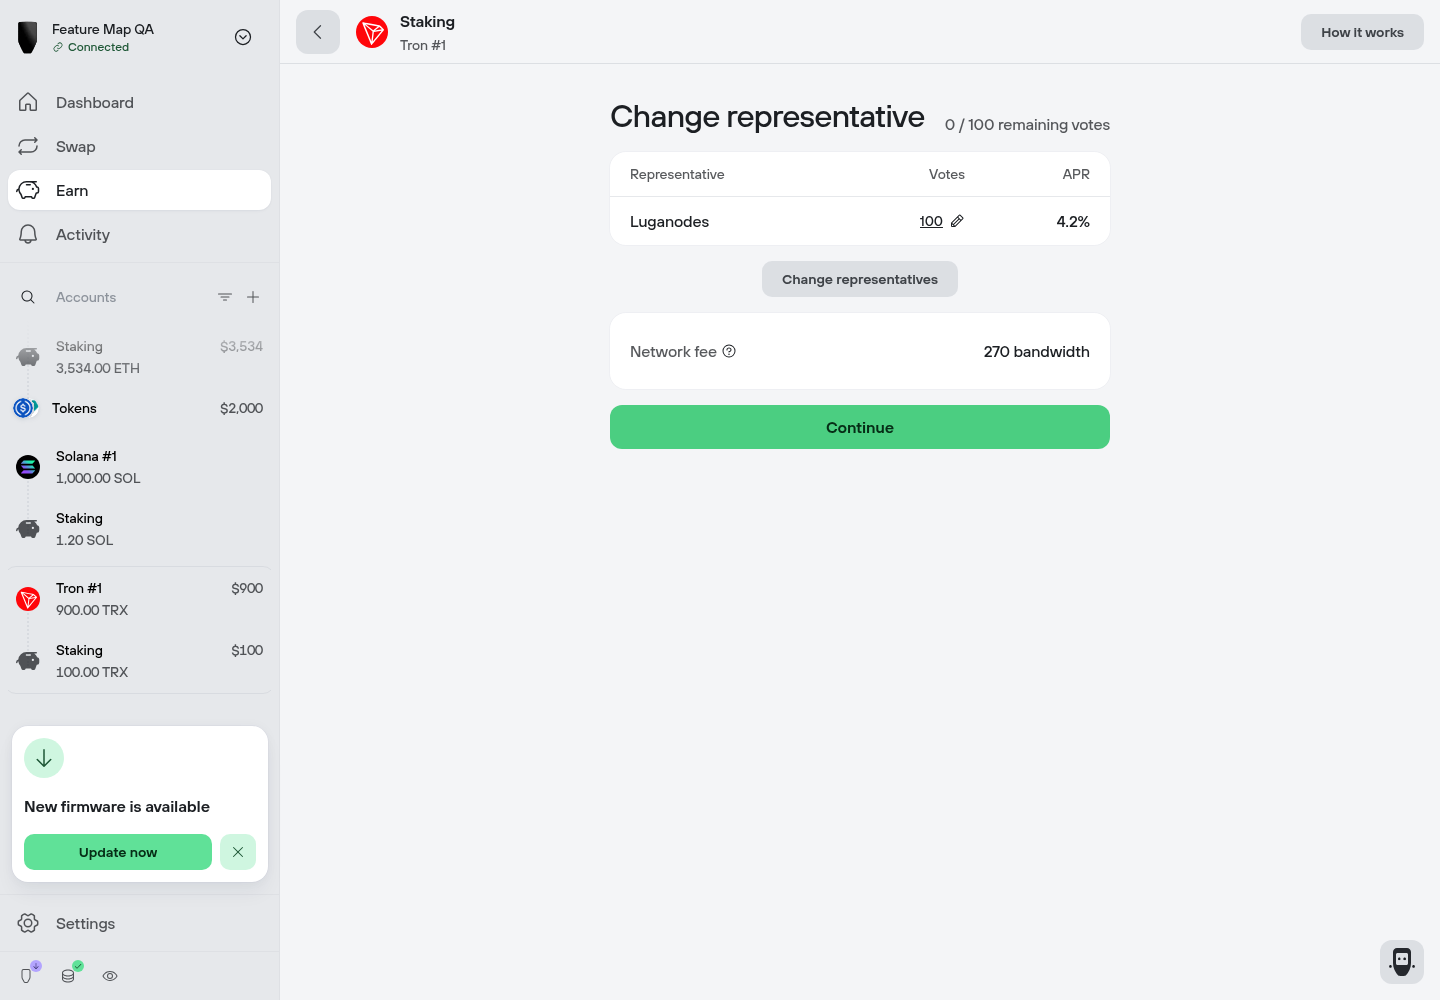 Feature Map QA
Connected
Dashboard
Swap
Earn
Activity
Accounts
Staking $3,534
3,534.00 ETH
Tokens $2,000
Solana #1
1,000.00 SOL
Staking
1.20 SOL
Tron #1 $900
900.00 TRX
Staking $100
100.00 TRX
New firmware is available
Update now
Settings
Staking
Tron #1
How it works
Change representative 0 / 100 remaining votes
Representative Votes APR
Luganodes 100 4.2%
Change representatives
Network fee 270 bandwidth
Continue